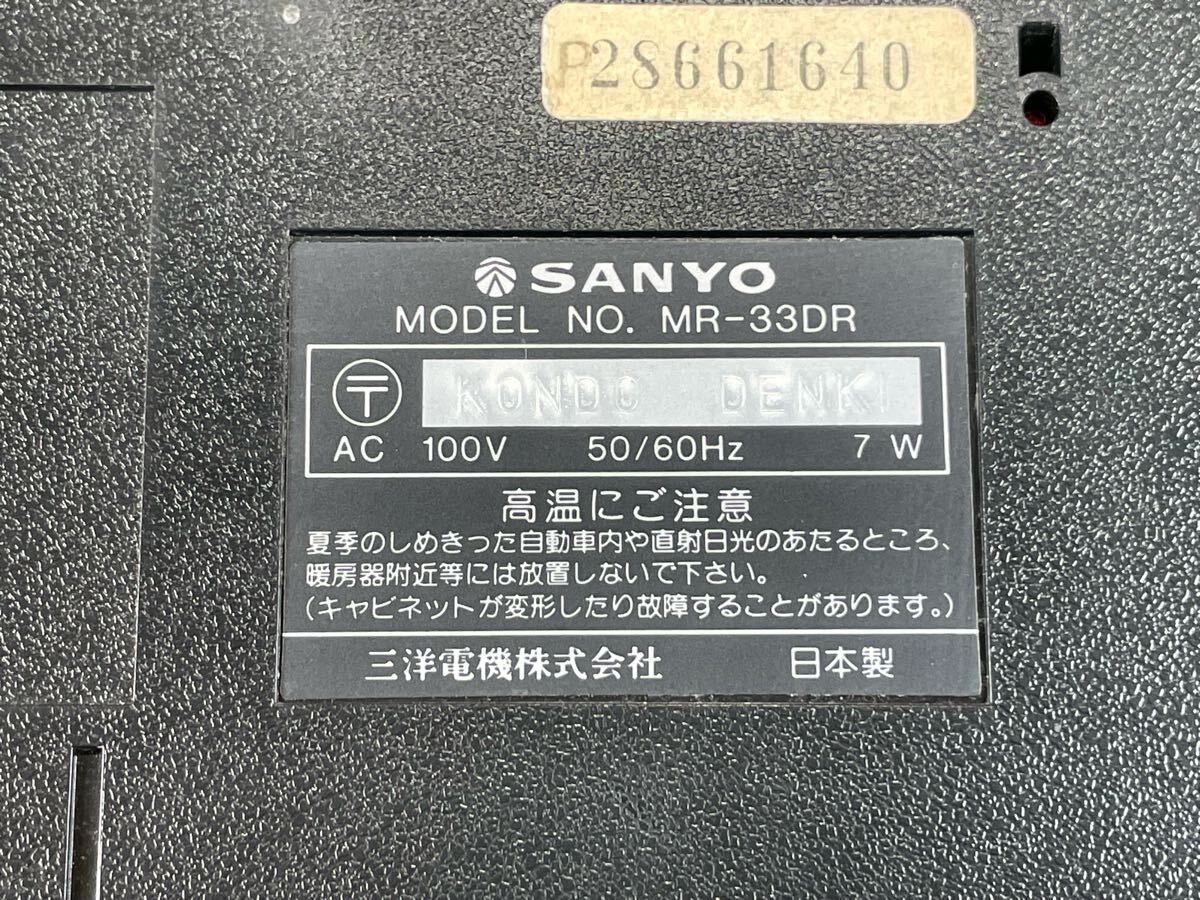 P28661640
SANYO
MODEL NO. MR-33DR
〒 KONDO DENKI
AC 100V 50/60Hz 7 W
高温にご注意
夏季のしめきった自動車内や直射日光のあたるところ、
暖房器附近等には放置しないで下さい。
(キャビネットが変形したり故障することがあります。)
三洋電機株式会社 日本製